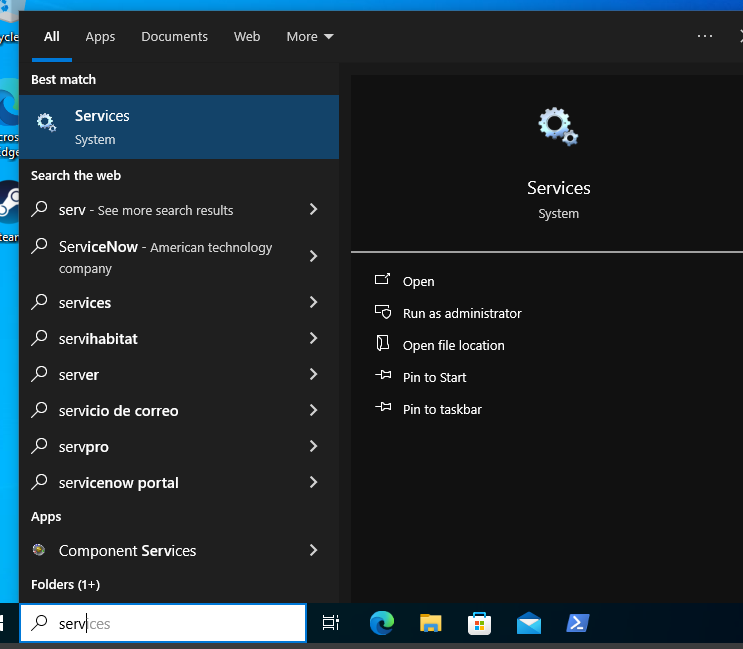 All Apps Documents Web More
Best match
Services
System
Search the web
serv - See more search results
ServiceNow - American technology
company
services
servihabitat
server
servicio de correo
servpro
servicenow portal
Apps
Component Services
Folders (1+)
services
Services
System
Open
Run as administrator
Open file location
Pin to Start
Pin to taskbar
ycle
cros
dge
tear